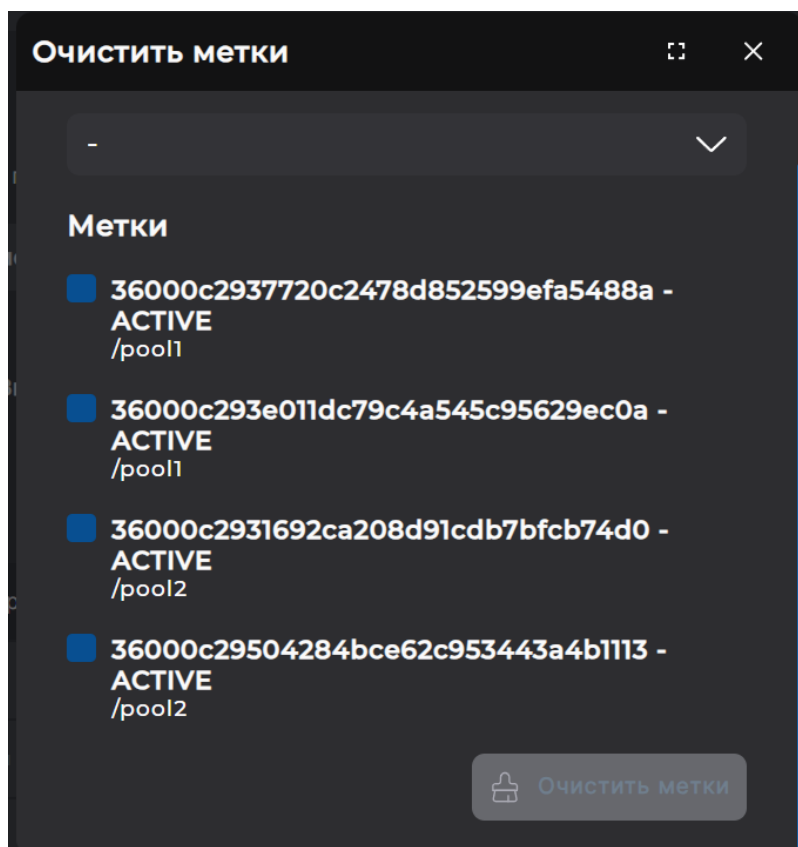 Очистить метки
-
Метки
36000c2937720c2478d852599efa5488a -
ACTIVE
/pool1
36000c293e011dc79c4a545c95629ec0a -
ACTIVE
/pool1
36000c2931692ca208d91cdb7bfcb74d0 -
ACTIVE
/pool2
36000c29504284bce62c953443a4b1113 -
ACTIVE
/pool2
Очистить метки